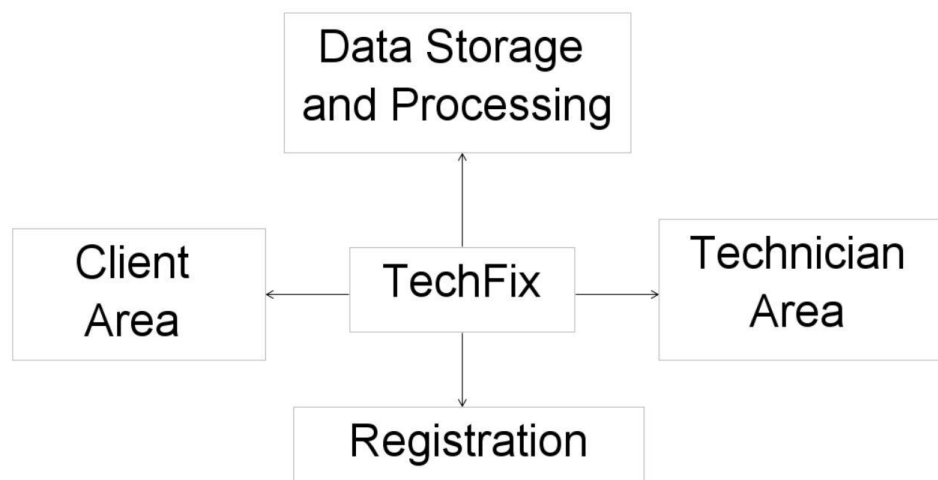 Data Storage
and Processing
Client
Area
TechFix
Technician
Area
Registration